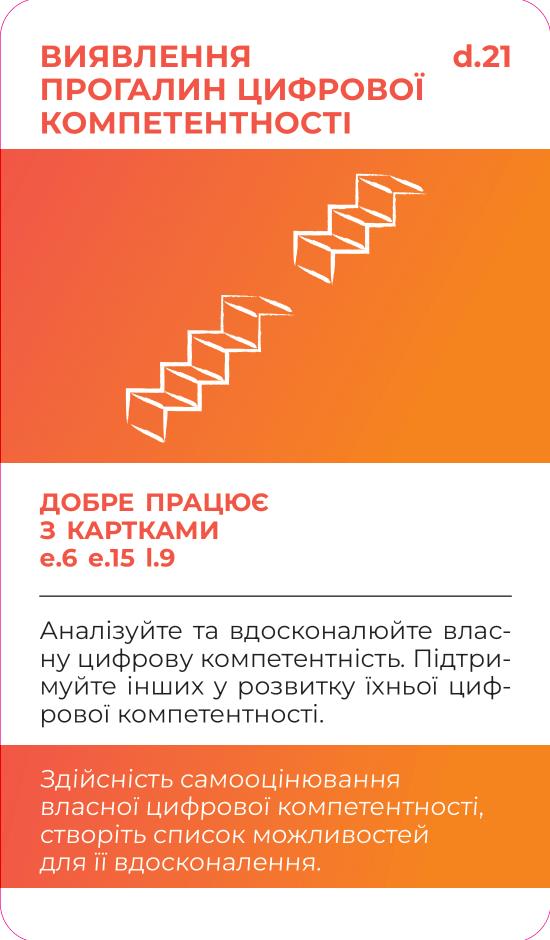 ВИЯВЛЕННЯ d.21
ПРОГАЛИН ЦИФРОВОЇ
КОМПЕТЕНТНОСТІ
ДОБРЕ ПРАЦЮЄ
З КАРТКАМИ
e.6 e.15 l.9
Аналізуйте та вдосконалюйте влас-
ну цифрову компетентність. Підтри-
муйте інших у розвитку їхньої циф-
рової компетентності.
Здійсність самооцінювання
власної цифрової компетентності,
створіть список можливостей
для її вдосконалення.